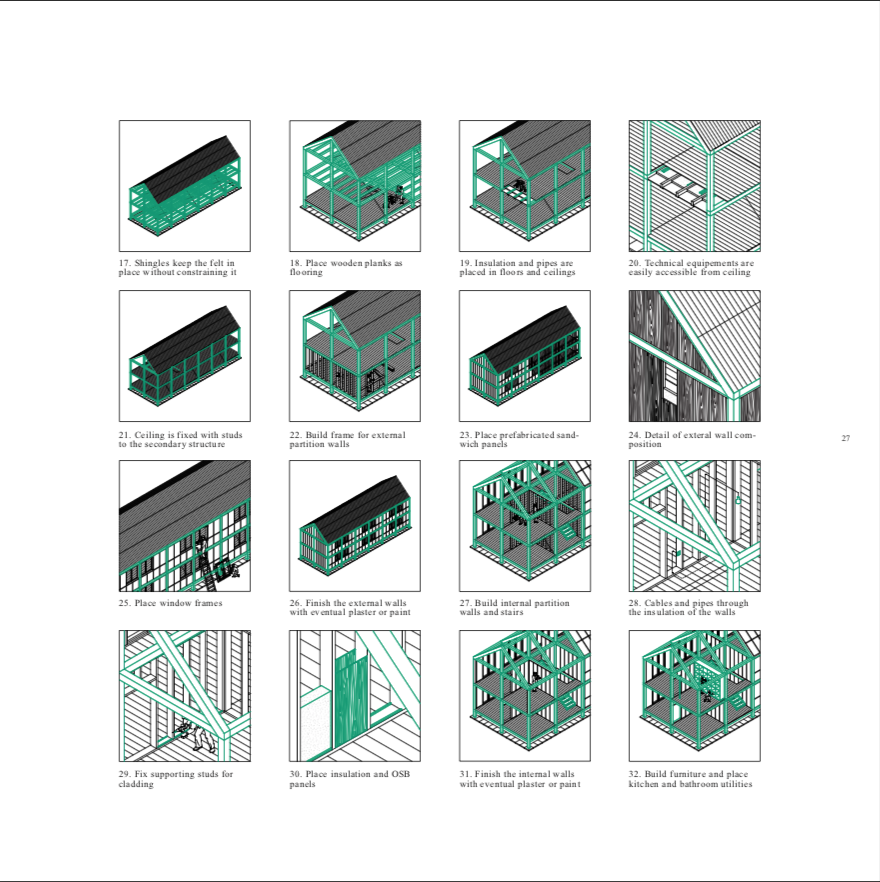 17. Shingles keep the felt in
place without constraining it
18. Place wooden planks as
flooring
19. Insulation and pipes are
placed in floors and ceilings
20. Technical equipements are
easily accessible from ceiling
21. Ceiling is fixed with studs
to the secondary structure
22. Build frame for external
partition walls
23. Place prefabricated sand-
wich panels
24. Detail of exteral wall com-
position
27
25. Place window frames
26. Finish the external walls
with eventual plaster or paint
27. Build internal partition
walls and stairs
28. Cables and pipes through
the insulation of the walls
29. Fix supporting studs for
cladding
30. Place insulation and OSB
panels
31. Finish the internal walls
with eventual plaster or paint
32. Build furniture and place
kitchen and bathroom utilities